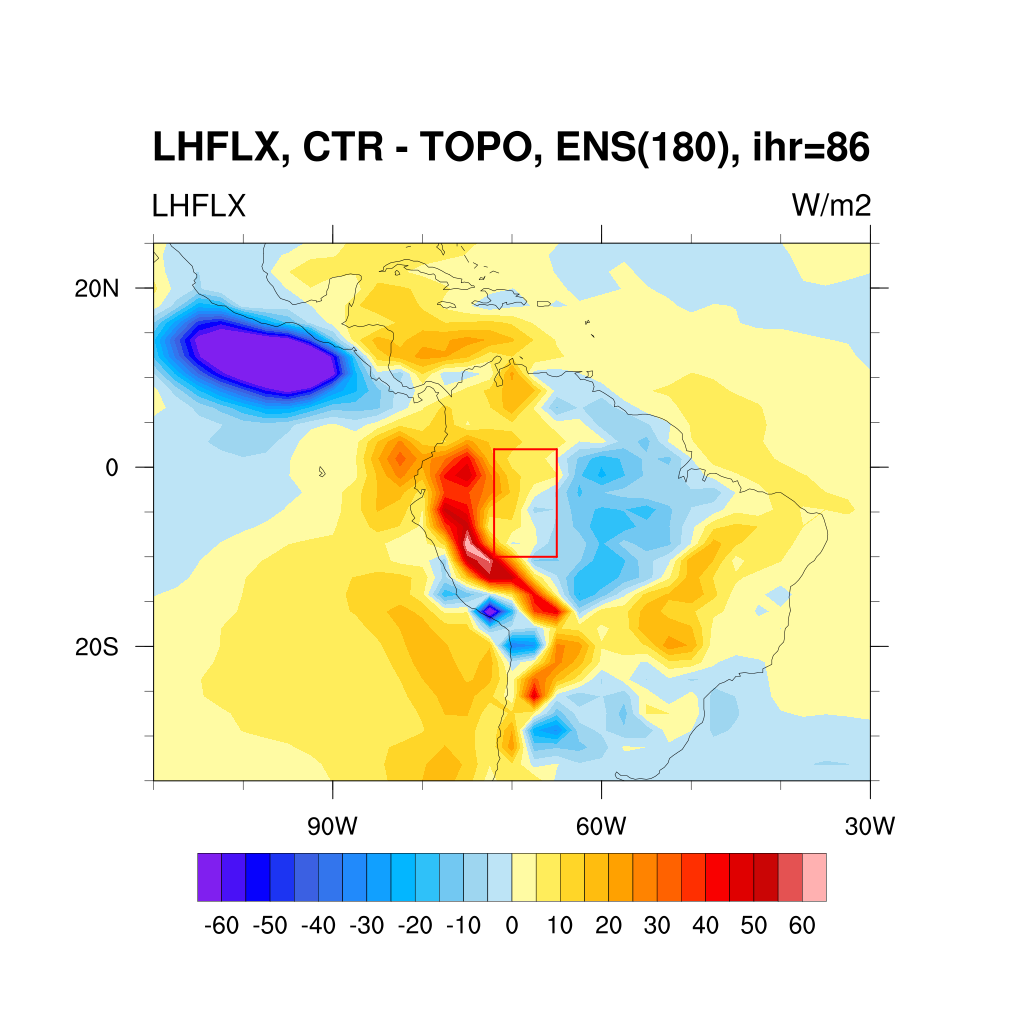 LHFLX, CTR - TOPO, ENS(180), ihr=86
LHFLX W/m2
20N
0
20S
90W 60W 30W
-60 -50 -40 -30 -20 -10 0 10 20 30 40 50 60